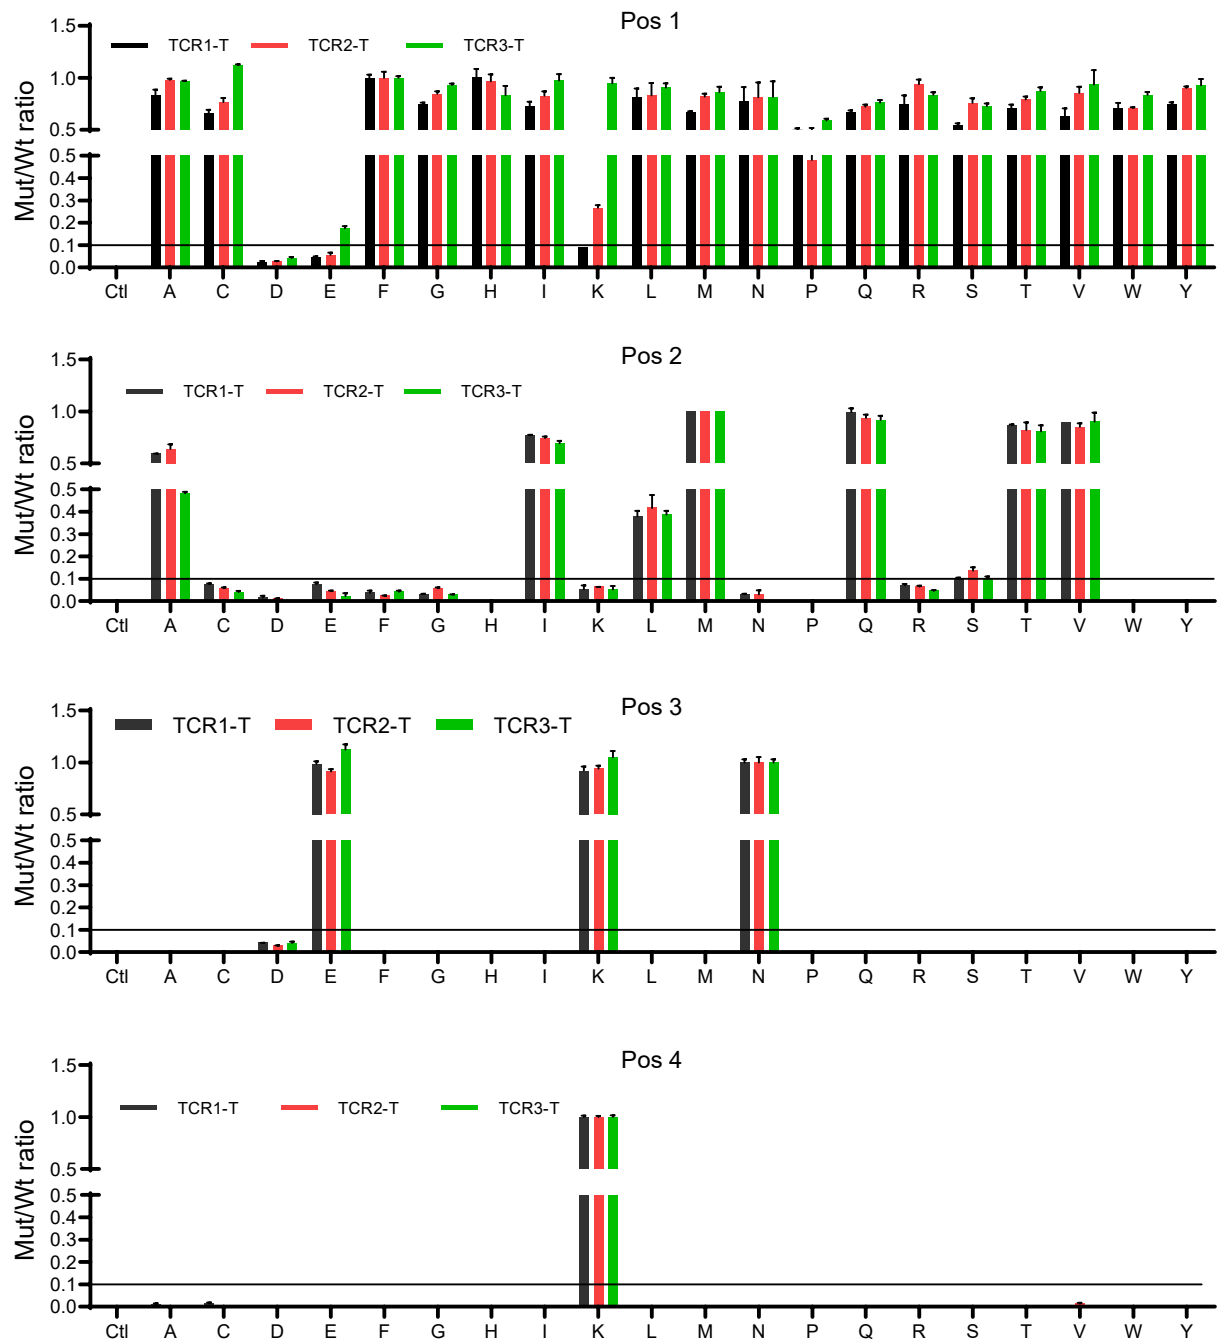 Pos 1
TCR1-T TCR2-T TCR3-T
Mut/Wt ratio
1.5
1.0
0.5
0.5
0.4
0.3
0.2
0.1
0.0
Ctl A C D E F G H I K L M N P Q R S T V W Y
Pos 2
TCR1-T TCR2-T TCR3-T
Mut/Wt ratio
1.5
1.0
0.5
0.5
0.4
0.3
0.2
0.1
0.0
Ctl A C D E F G H I K L M N P Q R S T V W Y
Pos 3
TCR1-T TCR2-T TCR3-T
Mut/Wt ratio
1.5
1.0
0.5
0.5
0.4
0.3
0.2
0.1
0.0
Ctl A C D E F G H I K L M N P Q R S T V W Y
Pos 4
TCR1-T TCR2-T TCR3-T
Mut/Wt ratio
1.5
1.0
0.5
0.5
0.4
0.3
0.2
0.1
0.0
Ctl A C D E F G H I K L M N P Q R S T V W Y